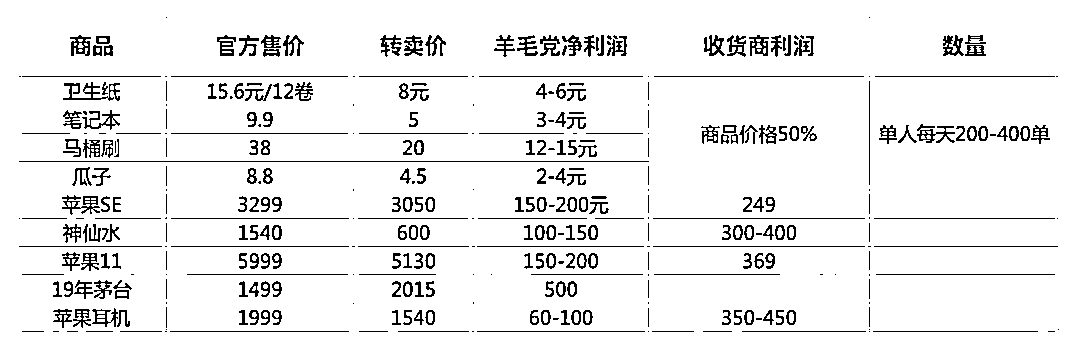 商品 官方售价 转卖价 羊毛党净利润 收货商利润 数量
卫生纸 15.6元/12卷 8元 4-6元
笔记本 9.9 5 3-4元
商品价格50% 单人每天200-400单
马桶刷 38 20 12-15元
瓜子 8.8 4.5 2-4元
苹果SE 3299 3050 150-200元 249
神仙水 1540 600 100-150 300-400
苹果11 5999 5130 150-200 369
19年茅台 1499 2015 500
苹果耳机 1999 1540 60-100 350-450